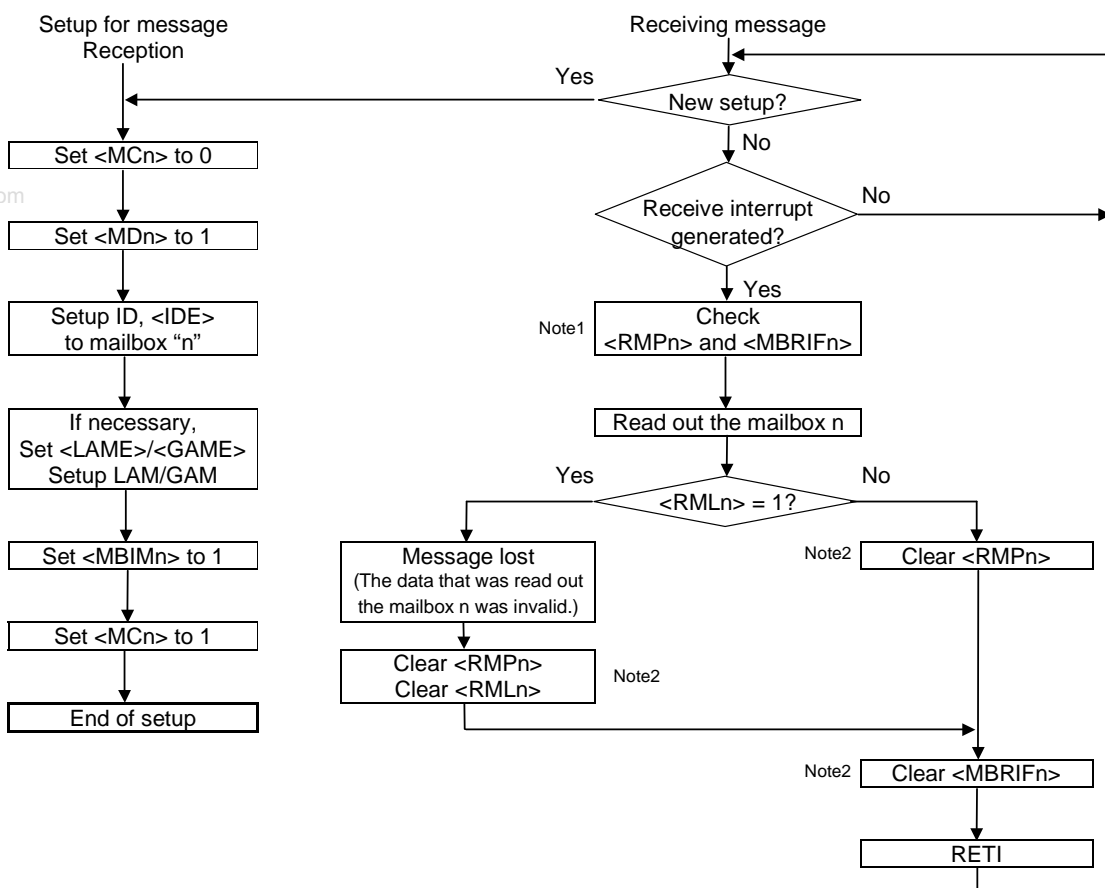 Setup for message
Reception
Set <MCn> to 0
om
Set <MDn> to 1
Setup ID, <IDE>
to mailbox “n”
If necessary,
Set <LAME>/<GAME>
Setup LAM/GAM
Set <MBIMn> to 1
Set <MCn> to 1
End of setup
Receiving message
Yes
New setup?
No
Receive interrupt
generated?
No
Yes
Note1
Check
<RMPn> and <MBRIFn>
Read out the mailbox n
Yes
<RMLn> = 1?
No
Message lost
(The data that was read out
the mailbox n was invalid.)
Clear <RMPn>
Clear <RMLn>
Note2
Note2
Clear <RMPn>
Note2
Clear <MBRIFn>
RETI